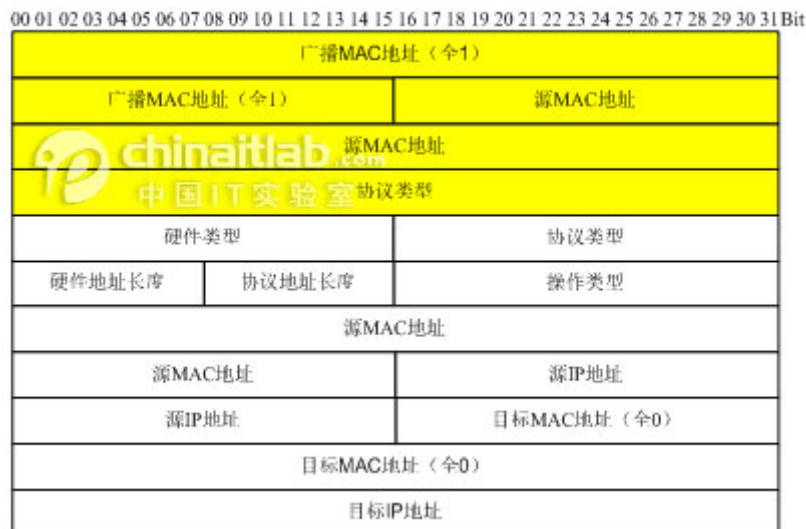 00 01 02 03 04 05 06 07 08 09 10 11 12 13 14 15 16 17 18 19 20 21 22 23 24 25 26 27 28 29 30 31 Bit
广播MAC地址（全1）
广播MAC地址（全1） 源MAC地址
源MAC地址
chinaitlab.com
中国IT实验室
协议类型
硬件类型 协议类型
硬件地址长度 协议地址长度 操作类型
源MAC地址
源MAC地址 源IP地址
源IP地址 目标MAC地址（全0）
目标MAC地址（全0）
目标IP地址